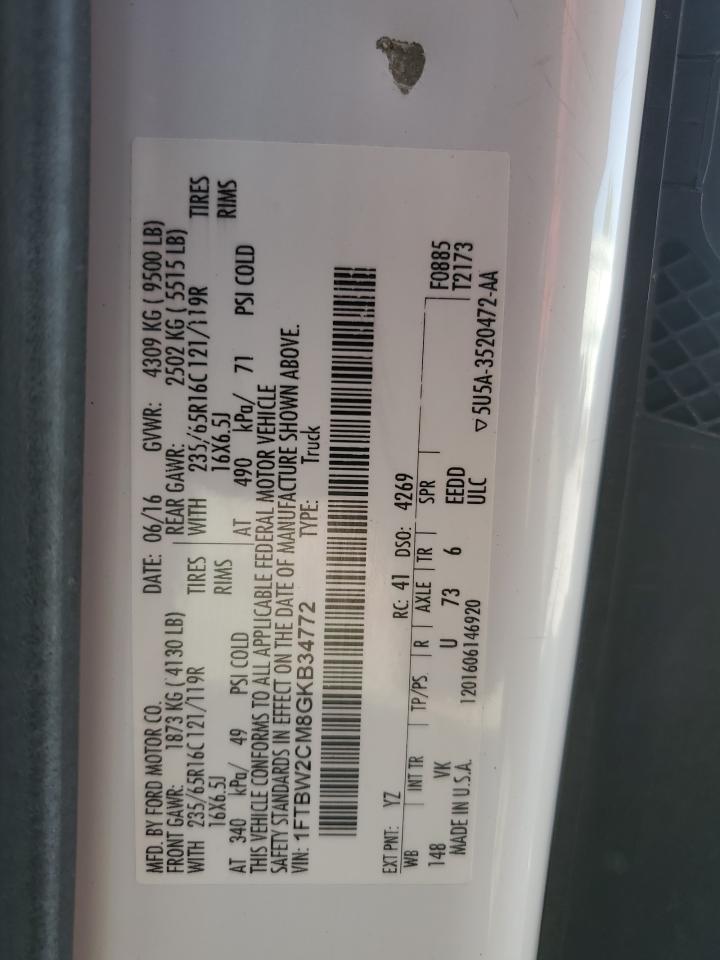 MFD. BY FORD MOTOR CO. DATE: 06/16 GVWR: 4309 KG ( 9500 LB)
FRONT GAWR: 1873 KG ( 4130 LB) REAR GAWR: 2502 KG ( 5515 LB)
WITH 235/65R16C 121/119R TIRES WITH 235/65R16C 121/119R TIRES
16X6.5J RIMS 16X6.5J RIMS
AT 340 kPa/ 49 PSI COLD AT 490 kPa/ 71 PSI COLD
THIS VEHICLE CONFORMS TO ALL APPLICABLE FEDERAL MOTOR VEHICLE
SAFETY STANDARDS IN EFFECT ON THE DATE OF MANUFACTURE SHOWN ABOVE.
VIN: 1FTBW2CM8GKB34772 TYPE: Truck
EXT PNT: YZ RC: 41 DSO: 4269
WB INT TR TP/PS R AXLE TR SPR F0885
148 VK U 73 6 EEDD T2173
MADE IN U.S.A. 1201606146920 ULC
▽5U5A-3520472-AA